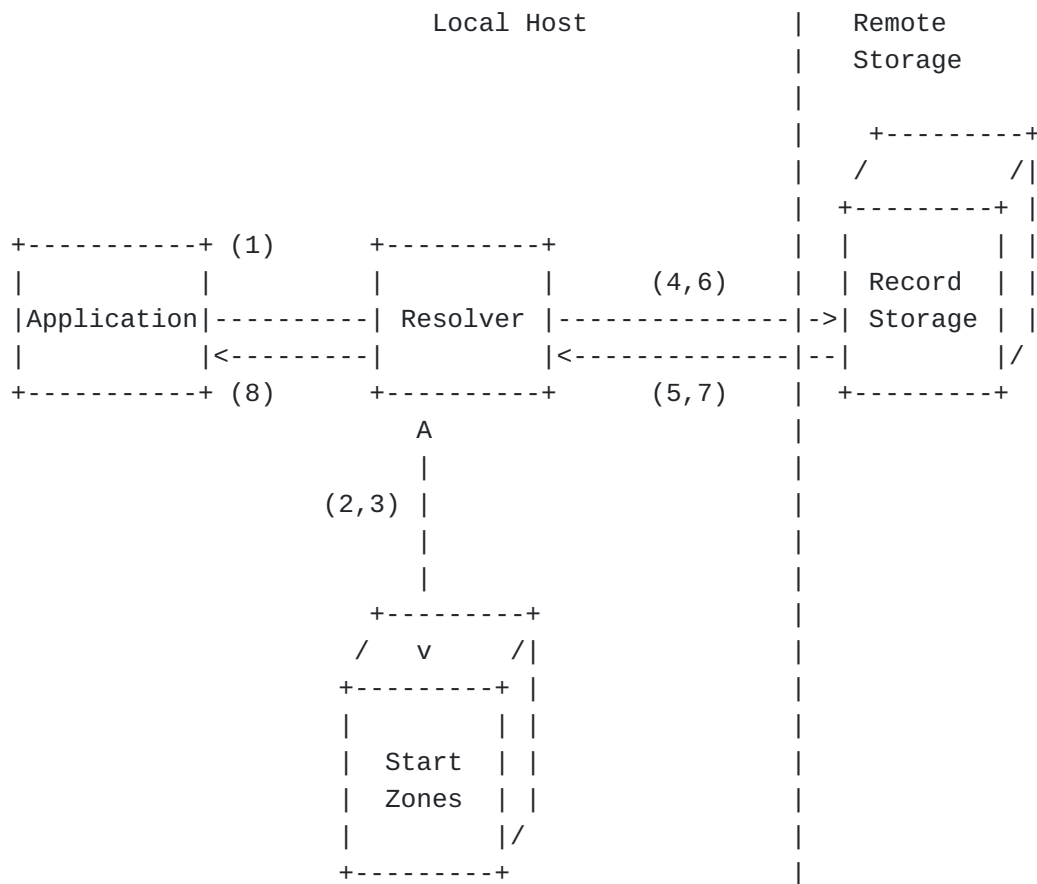 Local Host
Remote
Storage
(1)
(4,6)
Record
Application
Resolver
Storage
(8)
(5,7)
A
(2,3)
v
Start
Zones